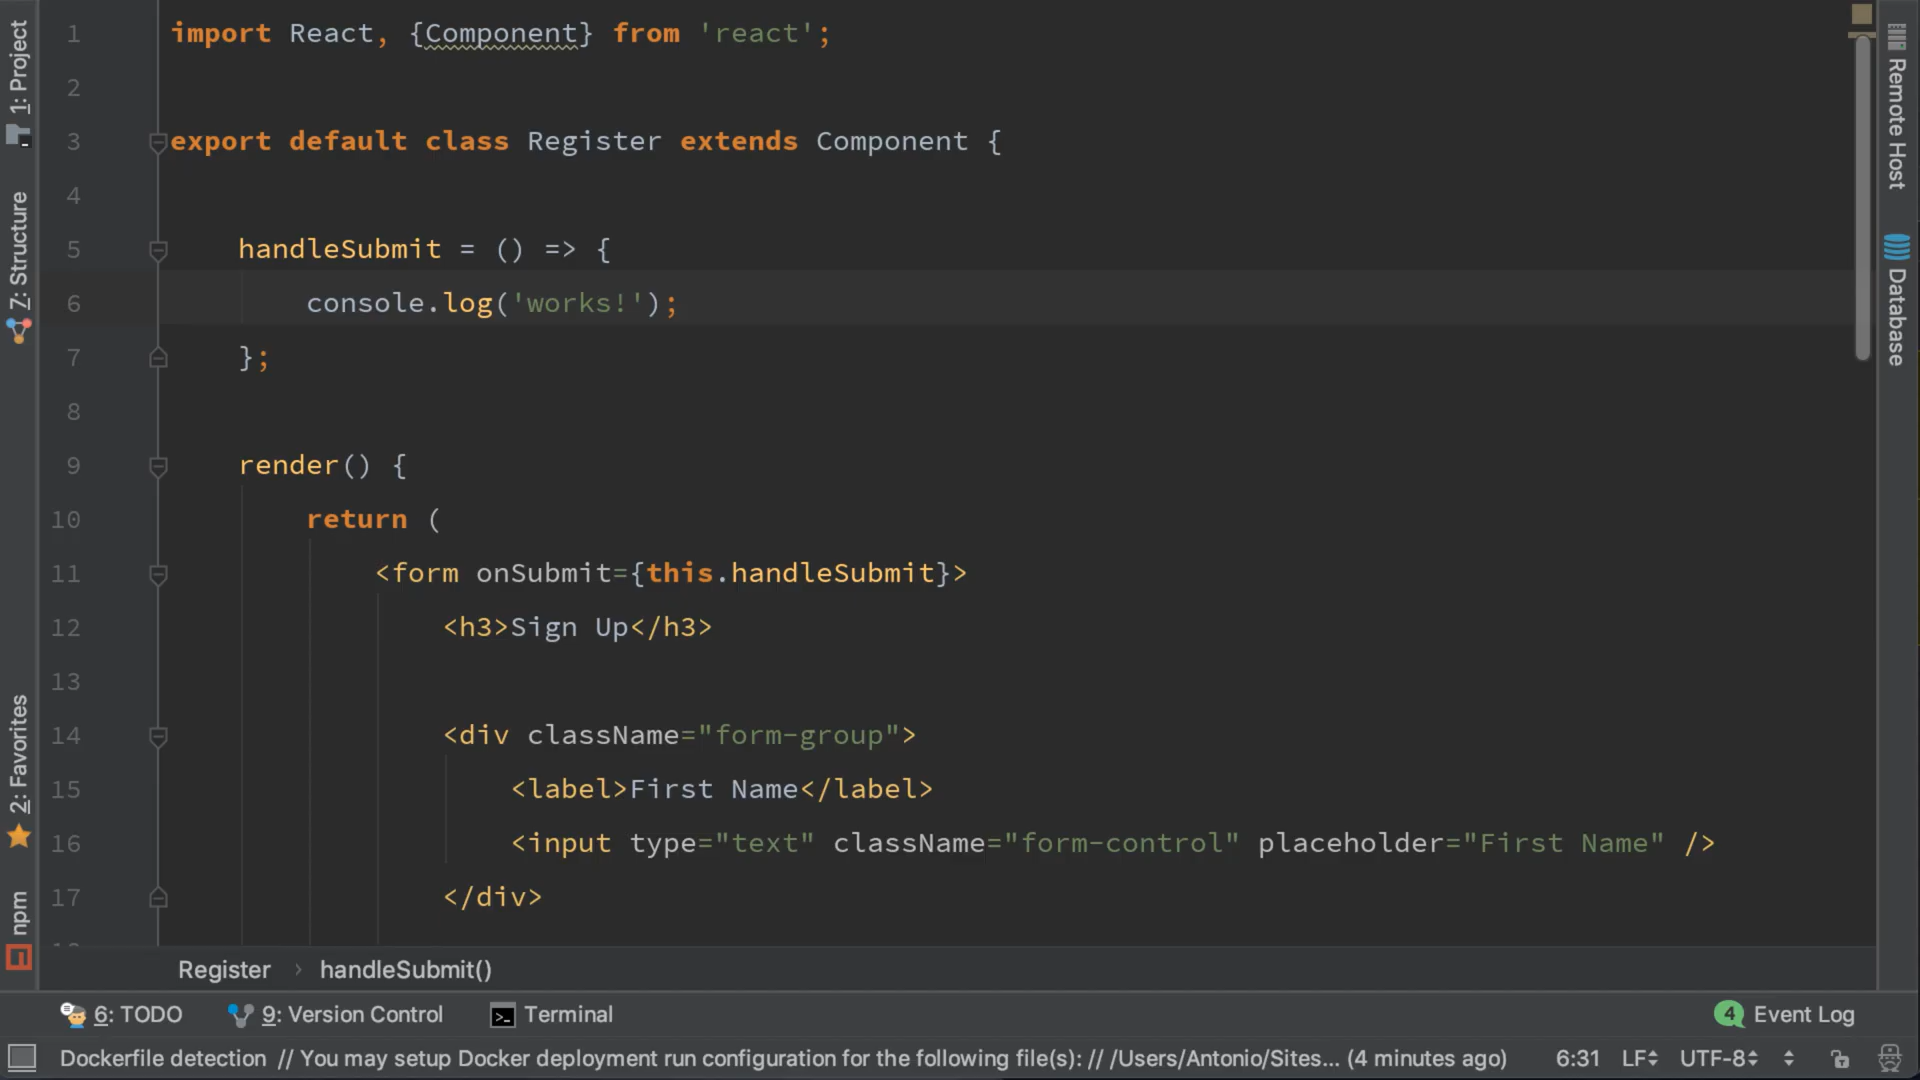 1 import React, {Component} from 'react';
2
3 export default class Register extends Component {
4
5 handleSubmit = () => {
6 console.log('works!');
7 };
8
9 render() {
10 return (
11 <form onSubmit={this.handleSubmit}>
12 <h3>Sign Up</h3>
13
14 <div className="form-group">
15 <label>First Name</label>
16 <input type="text" className="form-control" placeholder="First Name" />
17 </div>
1: Project
7: Structure
2: Favorites
npm
Remote Host
Database
Register › handleSubmit()
6: TODO 9: Version Control Terminal 4 Event Log
Dockerfile detection // You may setup Docker deployment run configuration for the following file(s): // /Users/Antonio/Sites... (4 minutes ago) 6:31 LF UTF-8